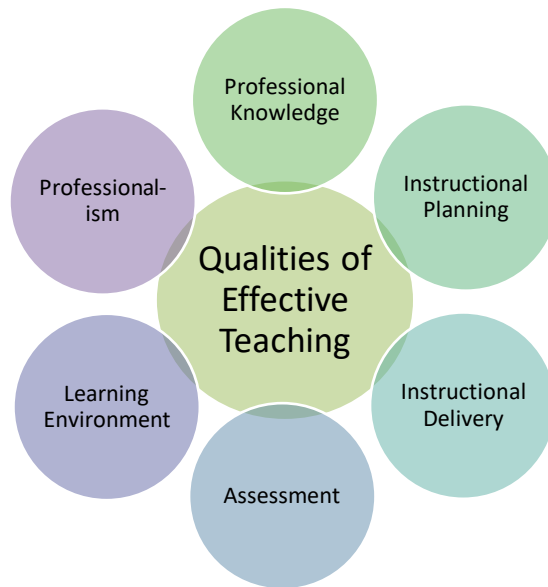 Professional
Knowledge
Instructional
Planning
Instructional
Delivery
Assessment
Learning
Environment
Professional-
ism
Qualities of
Effective
Teaching